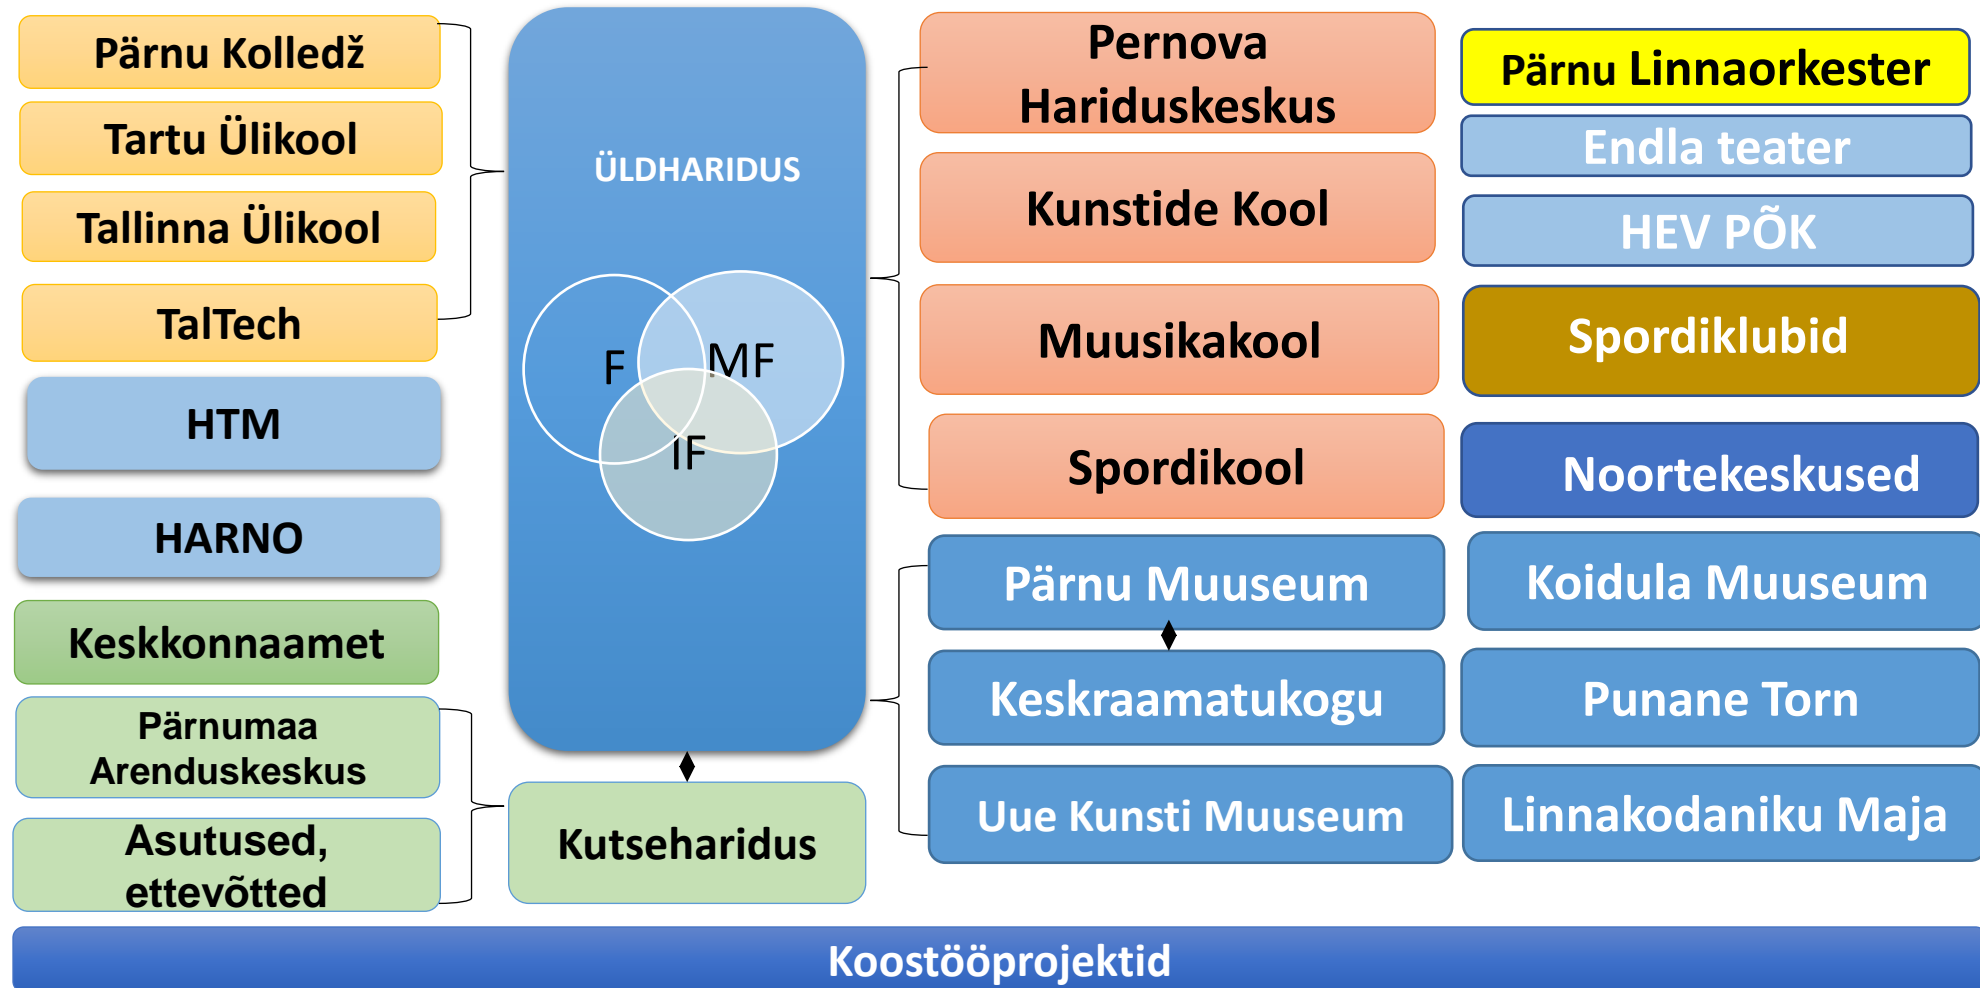 Pärnu Kolledž
Tartu Ülikool
Tallinna Ülikool
TalTech
HTM
HARNO
Keskkonnaamet
Pärnumaa
Arenduskeskus
Asutused,
ettevõtted
ÜLDHARIDUS
F
MF
IF
Kutseharidus
Pernova
Hariduskeskus
Kunstide Kool
Muusikakool
Spordikool
Pärnu Muuseum
Keskraamatukogu
Uue Kunsti Muuseum
Pärnu Linnaorkester
Endla teater
HEV PÕK
Spordiklubid
Noortekeskused
Koidula Muuseum
Punane Torn
Linnakodaniku Maja
Koostööprojektid